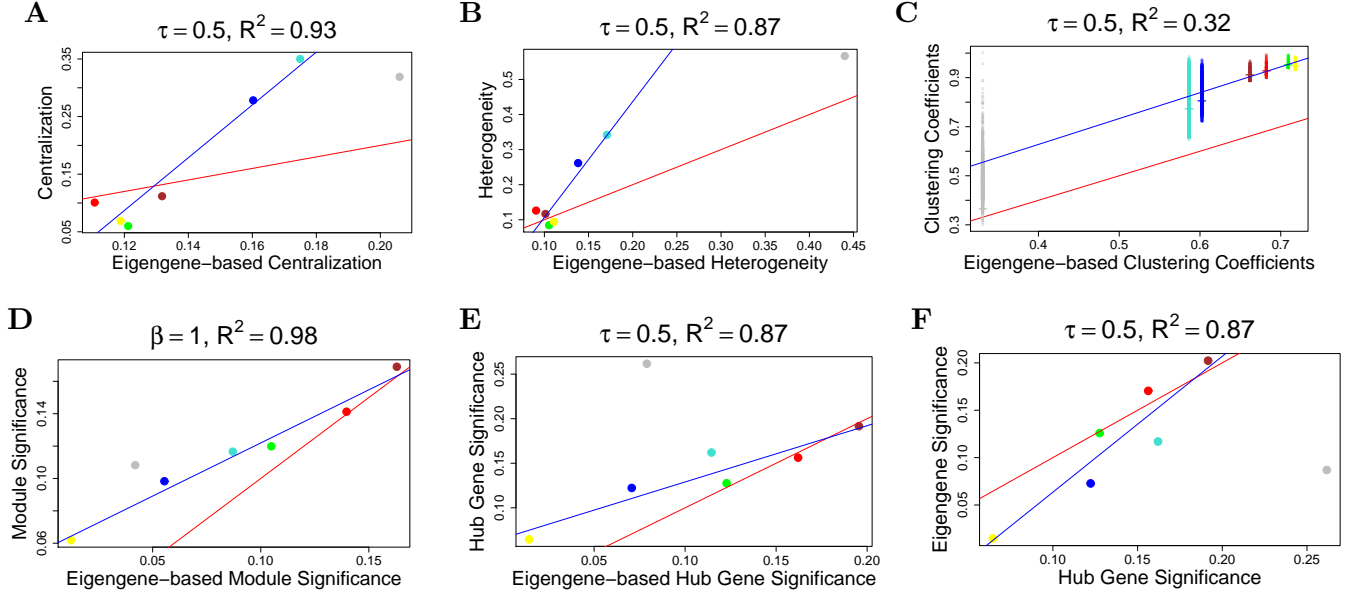 A
τ = 0.5, R² = 0.93
Centralization
0.05 0.15 0.25 0.35
0.12 0.14 0.16 0.18 0.20
Eigengene−based Centralization
B
τ = 0.5, R² = 0.87
Heterogeneity
0.1 0.2 0.3 0.4 0.5
0.10 0.15 0.20 0.25 0.30 0.35 0.40 0.45
Eigengene−based Heterogeneity
C
τ = 0.5, R² = 0.32
Clustering Coefficients
0.3 0.5 0.7 0.9
0.4 0.5 0.6 0.7
Eigengene−based Clustering Coefficients
D
β = 1, R² = 0.98
Module Significance
0.06 0.10 0.14
0.05 0.10 0.15
Eigengene−based Module Significance
E
τ = 0.5, R² = 0.87
Hub Gene Significance
0.10 0.15 0.20 0.25
0.05 0.10 0.15 0.20
Eigengene−based Hub Gene Significance
F
τ = 0.5, R² = 0.87
Eigengene Significance
0.05 0.10 0.15 0.20
0.10 0.15 0.20 0.25
Hub Gene Significance